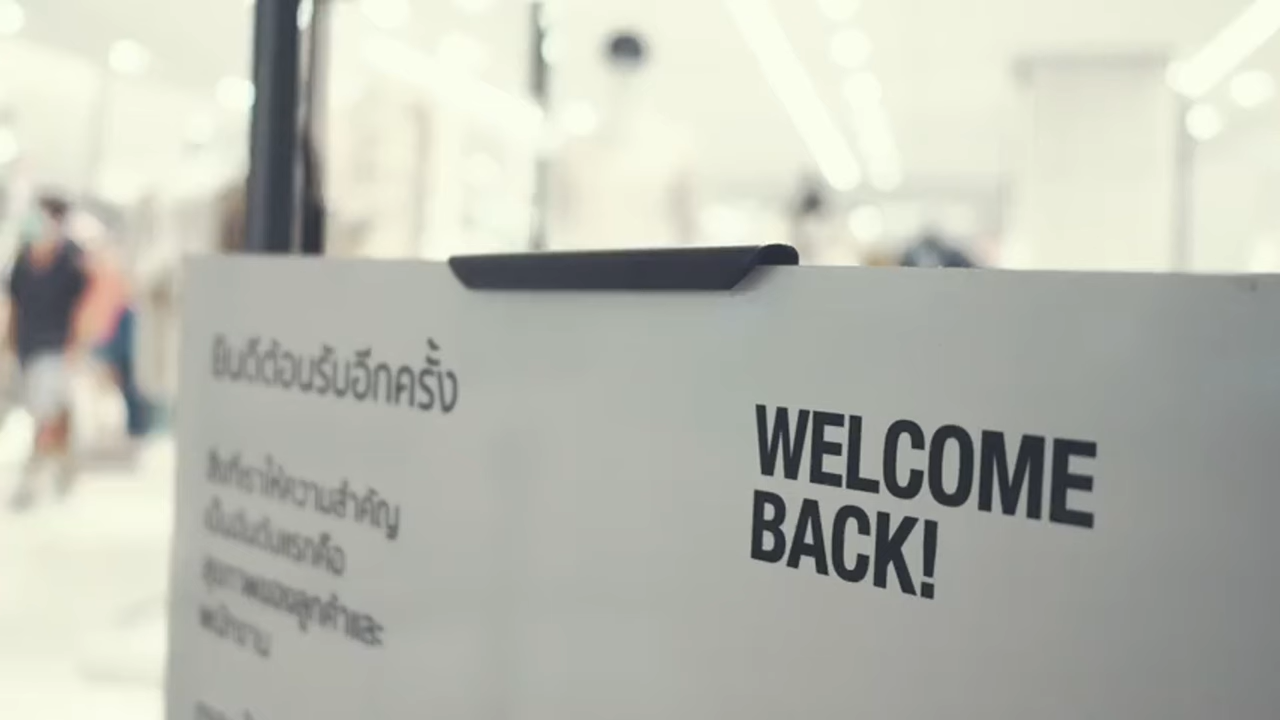 ยินดีต้อนรับอีกครั้ง
สิ่งที่เราให้ความสำคัญ
เป็นอันดับแรกคือ
สุขภาพของลูกค้าและ
พนักงาน
WELCOME
BACK!